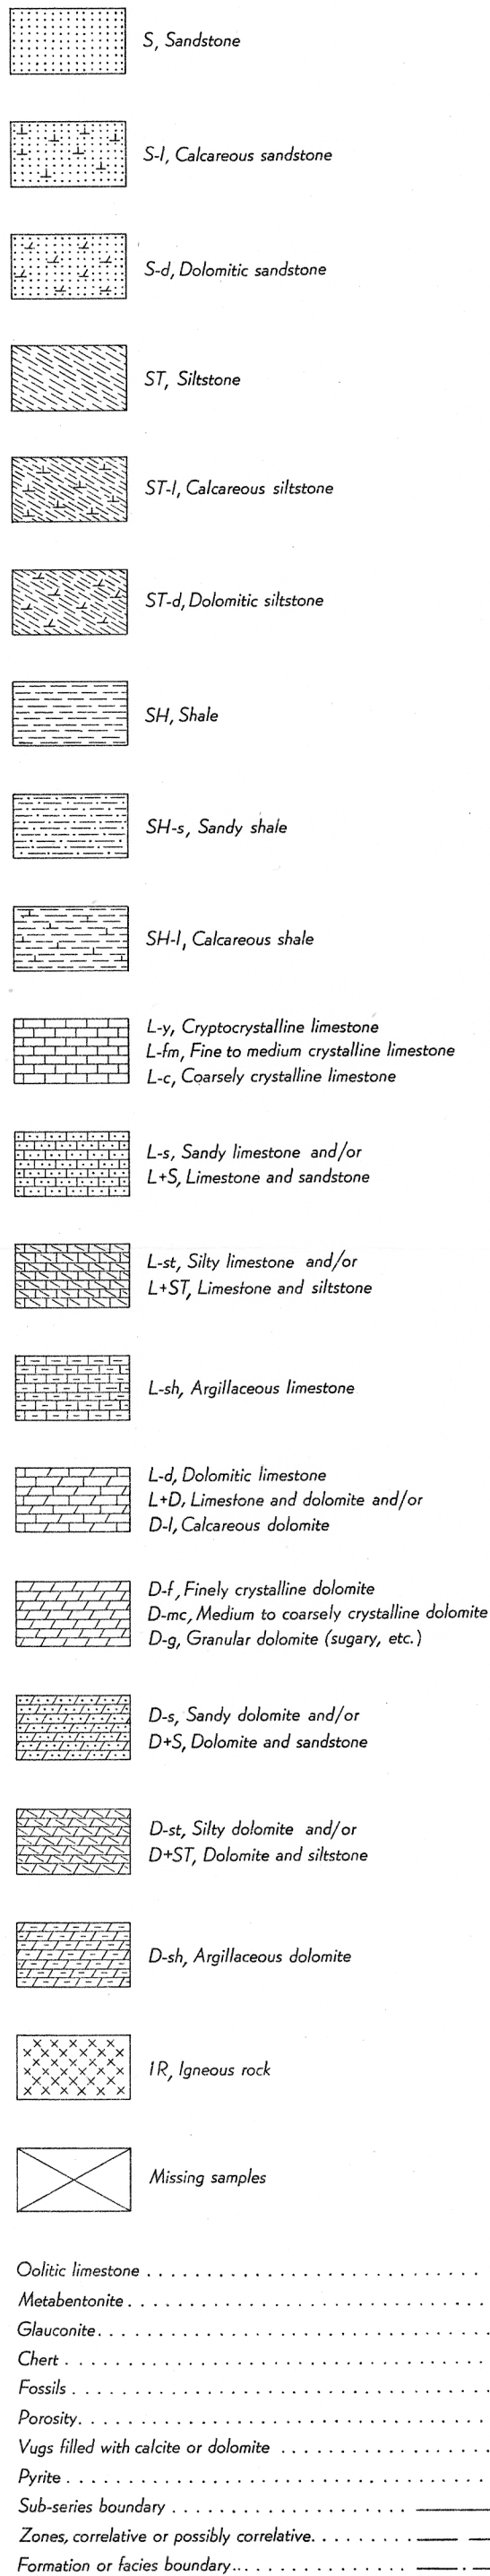 S, Sandstone
S-l, Calcareous sandstone
S-d, Dolomitic sandstone
ST, Siltstone
ST-l, Calcareous siltstone
ST-d, Dolomitic siltstone
SH, Shale
SH-s, Sandy shale
SH-l, Calcareous shale
L-y, Cryptocrystalline limestone
L-fm, Fine to medium crystalline limestone
L-c, Coarsely crystalline limestone
L-s, Sandy limestone and/or
L+S, Limestone and sandstone
L-st, Silty limestone and/or
L+ST, Limestone and siltstone
L-sh, Argillaceous limestone
L-d, Dolomitic limestone
L+D, Limestone and dolomite and/or
D-l, Calcareous dolomite
D-f, Finely crystalline dolomite
D-mc, Medium to coarsely crystalline dolomite
D-g, Granular dolomite (sugary, etc.)
D-s, Sandy dolomite and/or
D+S, Dolomite and sandstone
D-st, Silty dolomite and/or
D+ST, Dolomite and siltstone
D-sh, Argillaceous dolomite
IR, Igneous rock
Missing samples
Oolitic limestone
Metabentonite
Glauconite
Chert
Fossils
Porosity
Vugs filled with calcite or dolomite
Pyrite
Sub-series boundary
Zones, correlative or possibly correlative
Formation or facies boundary